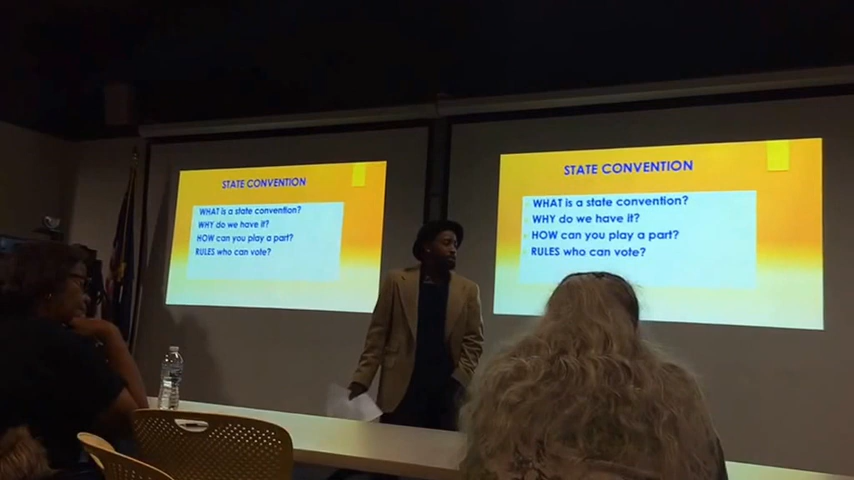 STATE CONVENTION
WHAT is a state convention?
WHY do we have it?
HOW can you play a part?
RULES who can vote?
STATE CONVENTION
WHAT is a state convention?
WHY do we have it?
HOW can you play a part?
RULES who can vote?